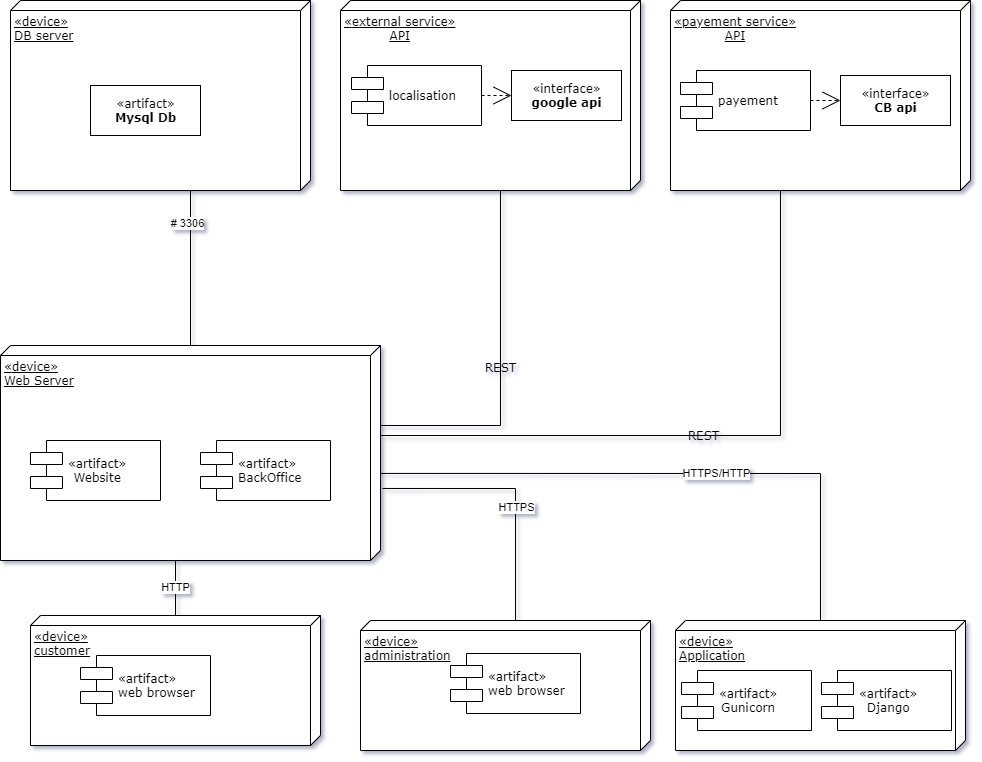 «device»
DB server
«artifact»
Mysql Db
«external service»
API
localisation
«interface»
google api
«payement service»
API
payement
«interface»
CB api
# 3306
REST
«device»
Web Server
«artifact»
Website
«artifact»
BackOffice
REST
HTTPS/HTTP
HTTPS
HTTP
«device»
customer
«artifact»
web browser
«device»
administration
«artifact»
web browser
«device»
Application
«artifact»
Gunicorn
«artifact»
Django